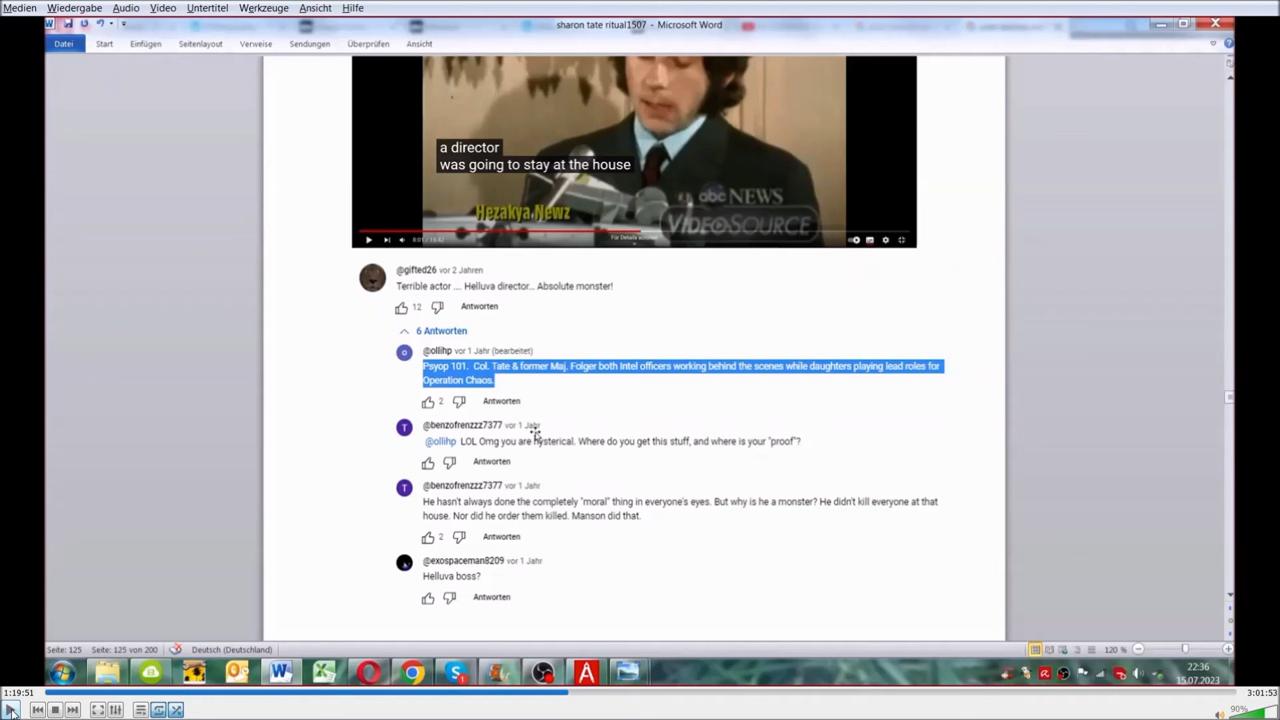 Medien Wiedergabe Audio Video Untertitel Werkzeuge Ansicht Hilfe
sharon tate ritual1507 - Microsoft Word
Datei Start Einfügen Seitenlayout Verweise Sendungen Überprüfen Ansicht
a director
was going to stay at the house
abc NEWS
VIDEOSOURCE
Hezakya Newz
8:01 / 15:42
@gifted26 vor 2 Jahren
Terrible actor .... Helluva director... Absolute monster!
12 Antworten
6 Antworten
@ollihp vor 1 Jahr (bearbeitet)
Psyop 101. Col. Tate & former Maj. Folger both Intel officers working behind the scenes while daughters playing lead roles for
Operation Chaos.
2 Antworten
@benzofrenzzz7377 vor 1 Jahr
@ollihp LOL Omg you are hysterical. Where do you get this stuff, and where is your "proof"?
Antworten
@benzofrenzzz7377 vor 1 Jahr
He hasn't always done the completely "moral" thing in everyone's eyes. But why is he a monster? He didn't kill everyone at that
house. Nor did he order them killed. Manson did that.
2 Antworten
@exospaceman8209 vor 1 Jahr
Helluva boss?
Antworten
Seite: 125 Seite: 125 von 200 Deutsch (Deutschland) 120 %
22:36
15.07.2023
1:19:51 3:01:53
90%